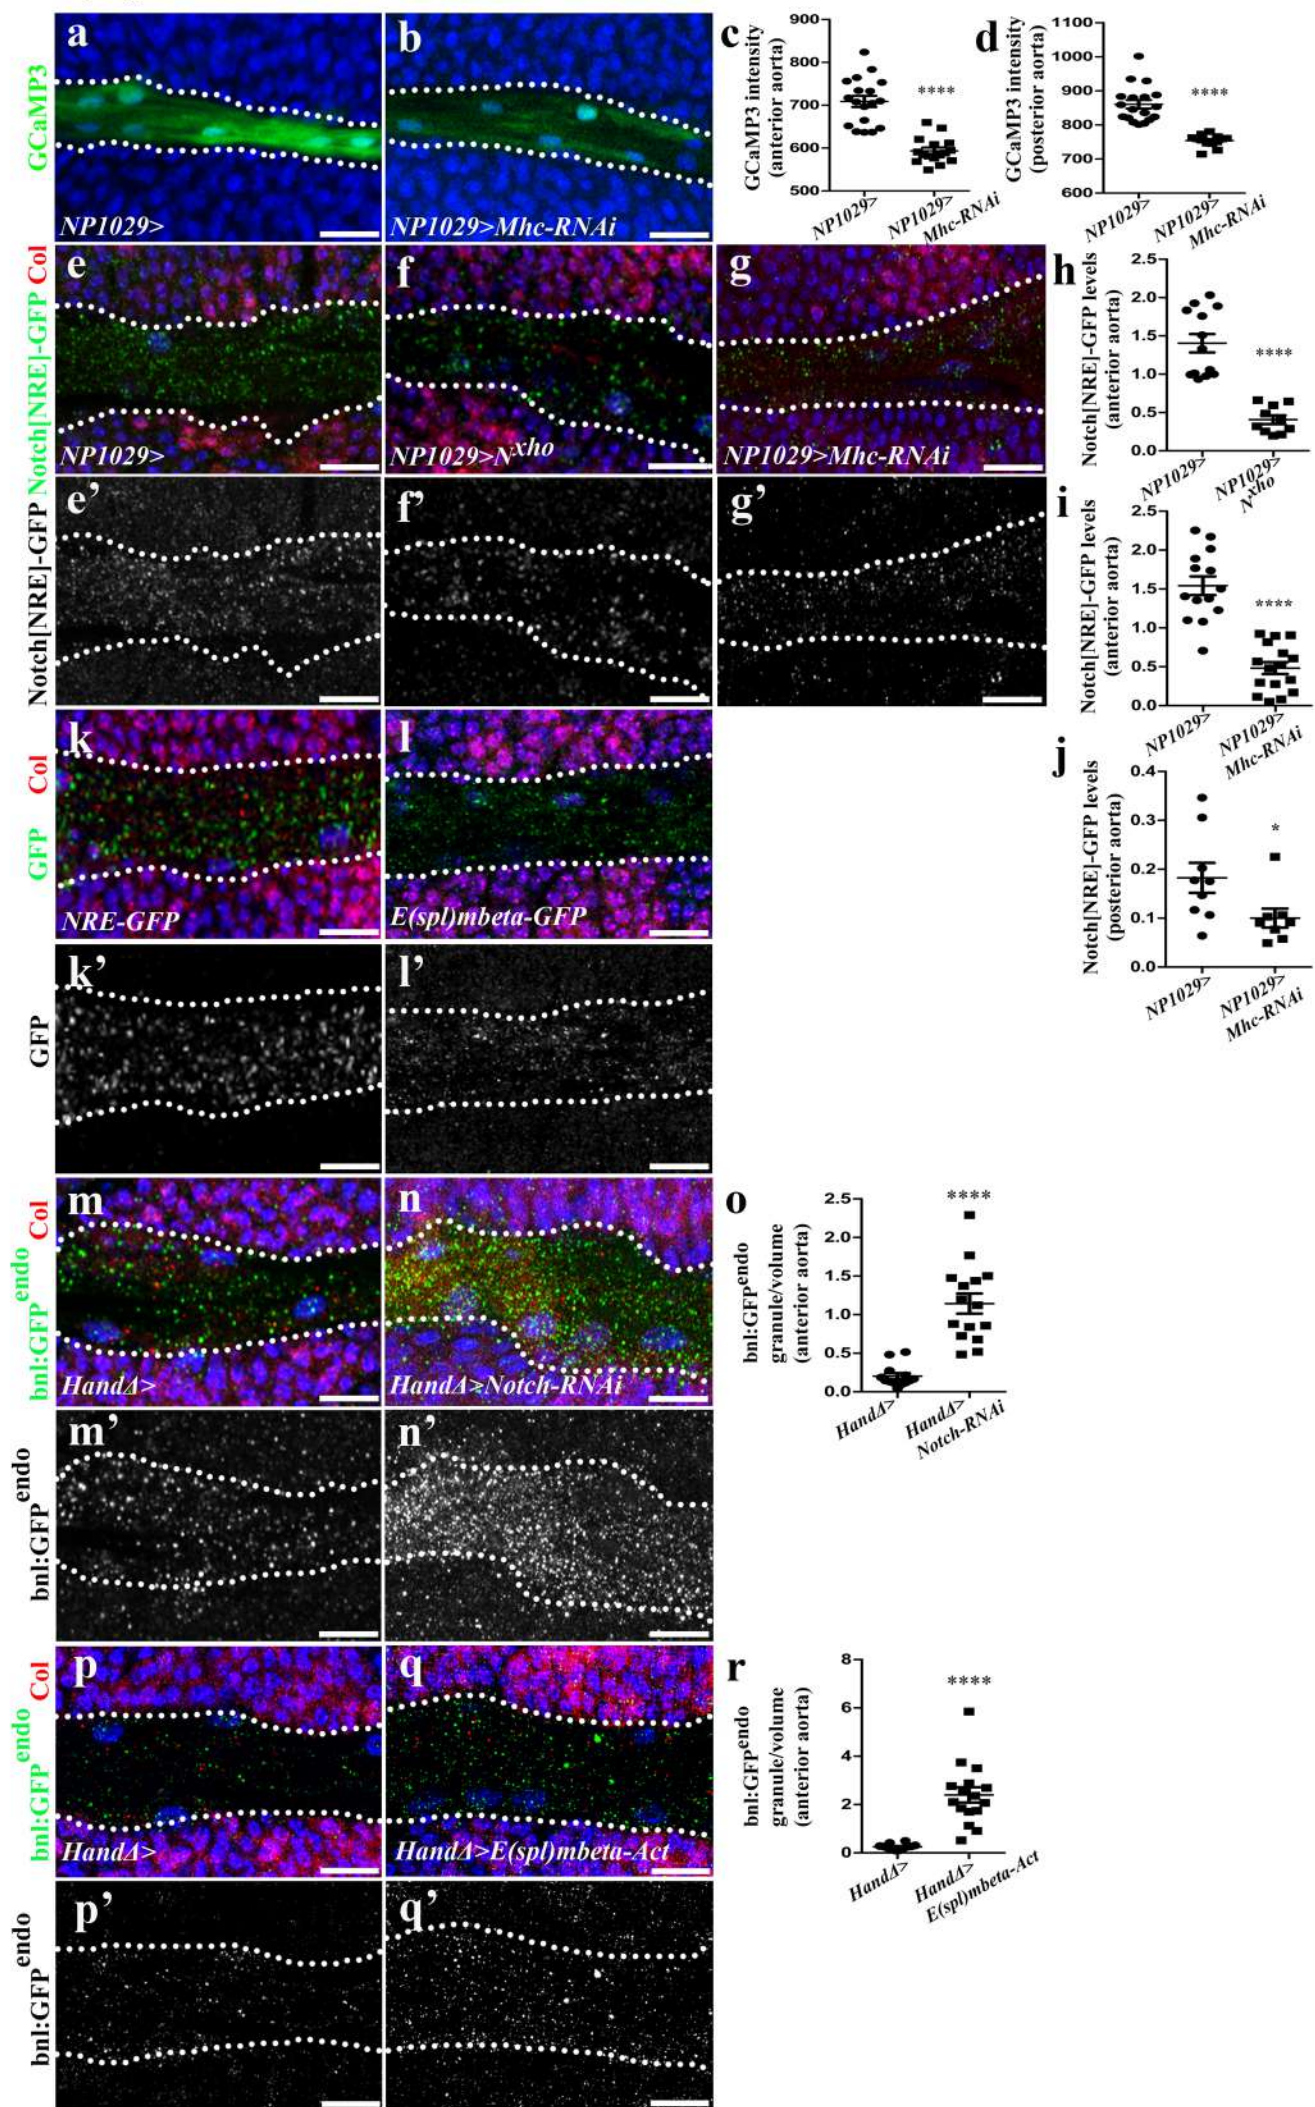 a
b
GCaMP3
NP1029>
NP1029>Mhc-RNAi
c
GCaMP3 intensity
(anterior aorta)
900
800
700
600
500
****
NP1029>
NP1029>
Mhc-RNAi
d
GCaMP3 intensity
(posterior aorta)
1100
1000
900
800
700
600
****
NP1029>
NP1029>
Mhc-RNAi
Notch[NRE]-GFP Col
e
NP1029>
f
NP1029>N^xho
g
NP1029>Mhc-RNAi
h
Notch[NRE]-GFP levels
(anterior aorta)
2.5
2.0
1.5
1.0
0.5
0.0
****
NP1029>
NP1029>
N^xho
Notch[NRE]-GFP
e’
f’
g’
i
Notch[NRE]-GFP levels
(anterior aorta)
2.5
2.0
1.5
1.0
0.5
0.0
****
NP1029>
NP1029>
Mhc-RNAi
GFP Col
k
NRE-GFP
l
E(spl)mbeta-GFP
j
Notch[NRE]-GFP levels
(posterior aorta)
0.4
0.3
0.2
0.1
0.0
*
NP1029>
NP1029>
Mhc-RNAi
GFP
k’
l’
bnl:GFP^endo Col
m
HandΔ>
n
HandΔ>Notch-RNAi
o
bnl:GFP^endo
granule/volume
(anterior aorta)
2.5
2.0
1.5
1.0
0.5
0.0
****
HandΔ>
HandΔ>
Notch-RNAi
bnl:GFP^endo
m’
n’
bnl:GFP^endo Col
p
HandΔ>
q
HandΔ>E(spl)mbeta-Act
r
bnl:GFP^endo
granule/volume
(anterior aorta)
8
6
4
2
0
****
HandΔ>
HandΔ>
E(spl)mbeta-Act
bnl:GFP^endo
p’
q’